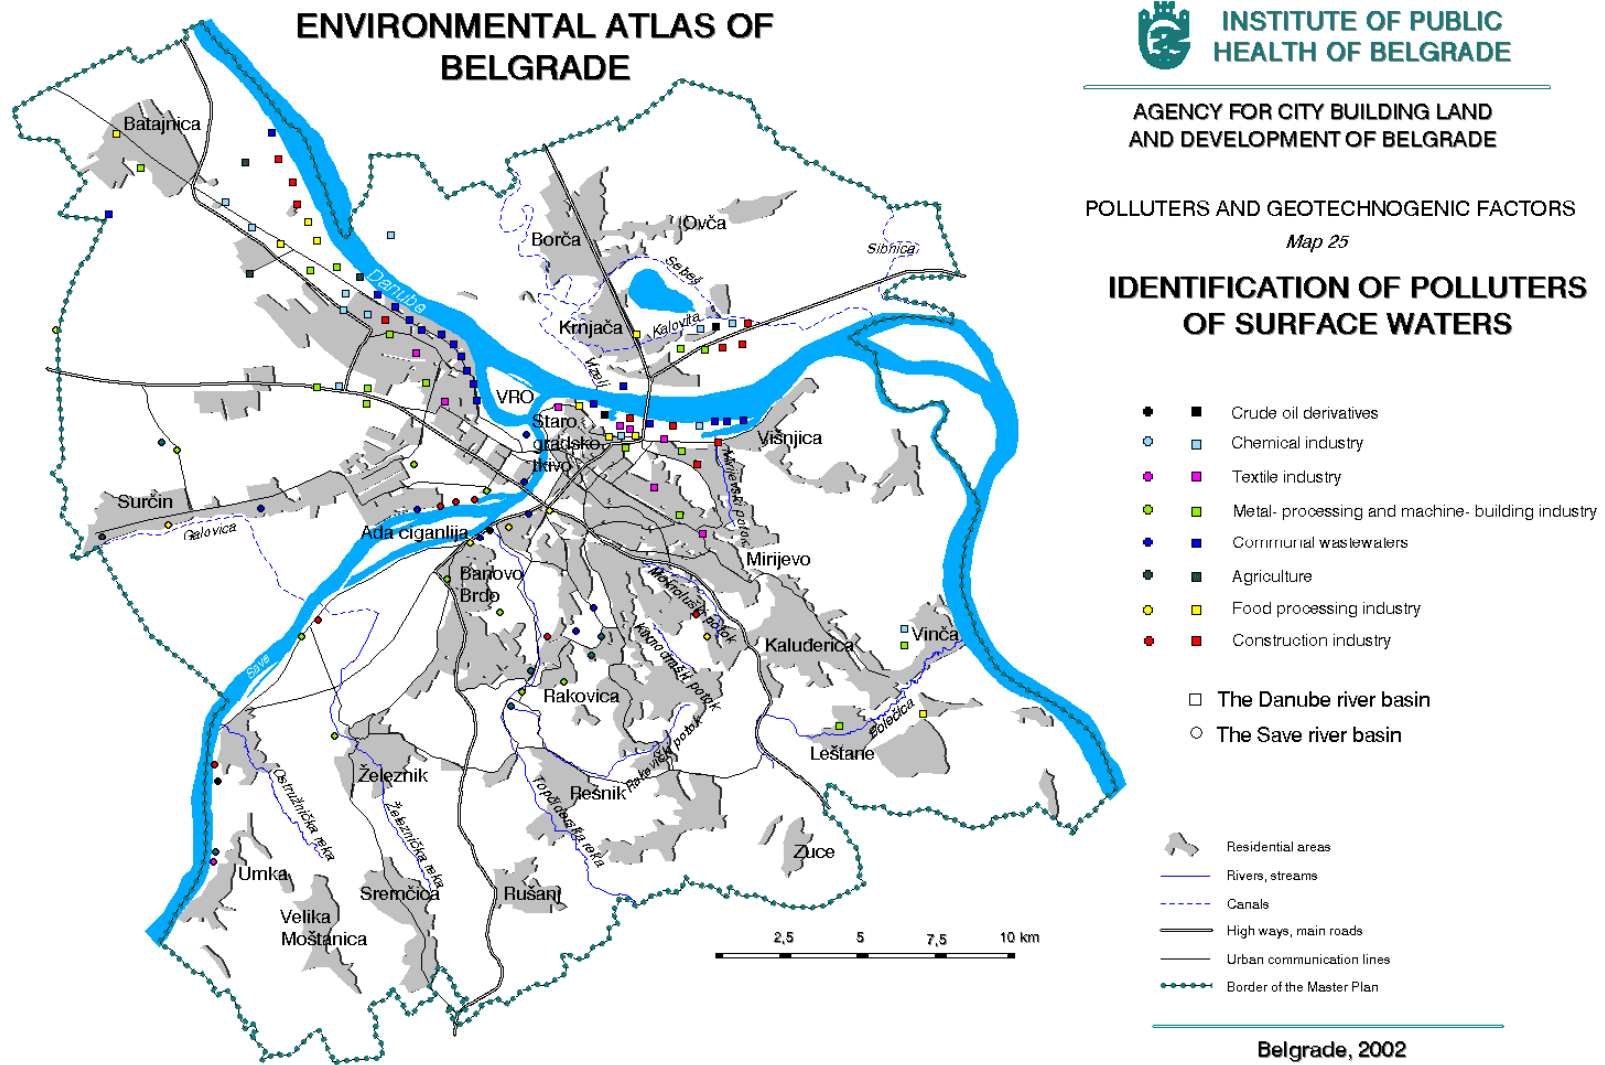 ENVIRONMENTAL ATLAS OF
BELGRADE
INSTITUTE OF PUBLIC
HEALTH OF BELGRADE
AGENCY FOR CITY BUILDING LAND
AND DEVELOPMENT OF BELGRADE
POLLUTERS AND GEOTECHNOGENIC FACTORS
Map 25
IDENTIFICATION OF POLLUTERS
OF SURFACE WATERS
Crude oil derivatives
Chemical industry
Textile industry
Metal- processing and machine- building industry
Communal wastewaters
Agriculture
Food processing industry
Construction industry
The Danube river basin
The Save river basin
Residential areas
Rivers, streams
Canals
High ways, main roads
Urban communication lines
Border of the Master Plan
Belgrade, 2002
Batajnica
Ovča
Borča
Sibnica
Sebeš
Danube
Krnjača
Kalovita
Vizelj
VRO
Staro
gradsko
tkivo
Višnjica
Mirijevski potok
Surčin
Galovica
Ada ciganlija
Mirijevo
Banovo
Brdo
Mokroluški potok
Kaluđerica
Vinča
Save
Rakovica
Bolečica
Leštane
Železnik
Rakovički potok
Rešnik
Ostružnička reka
Železnička reka
Topčiderska reka
Zuce
Umka
Sremčica
Rušanj
Velika
Moštanica
2,5 5 7,5 10 km